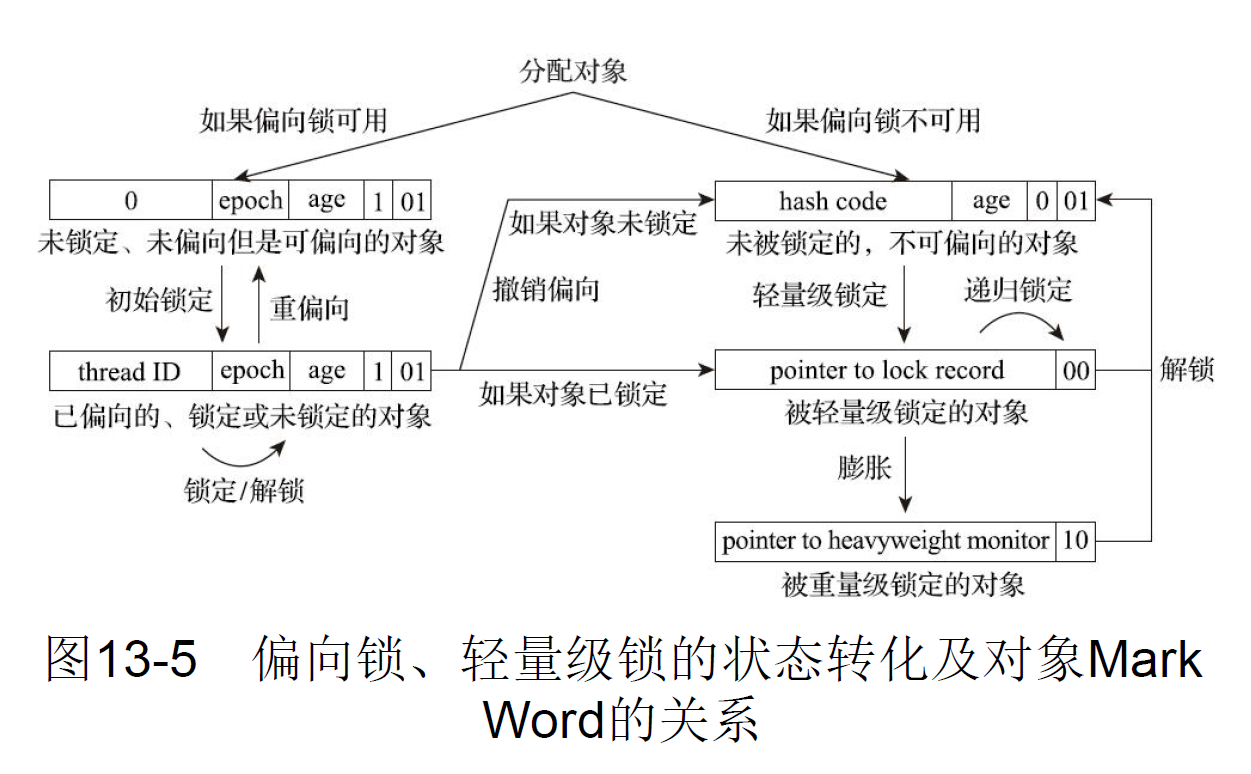 分配对象
如果偏向锁可用
如果偏向锁不可用
0 epoch age 1 01
hash code age 0 01
未锁定、未偏向但是可偏向的对象
如果对象未锁定
未被锁定的，不可偏向的对象
初始锁定
重偏向
撤销偏向
轻量级锁定
递归锁定
thread ID epoch age 1 01
pointer to lock record 00
解锁
已偏向的、锁定或未锁定的对象
如果对象已锁定
被轻量级锁定的对象
锁定/解锁
膨胀
pointer to heavyweight monitor 10
被重量级锁定的对象
图13-5 偏向锁、轻量级锁的状态转化及对象Mark
Word的关系